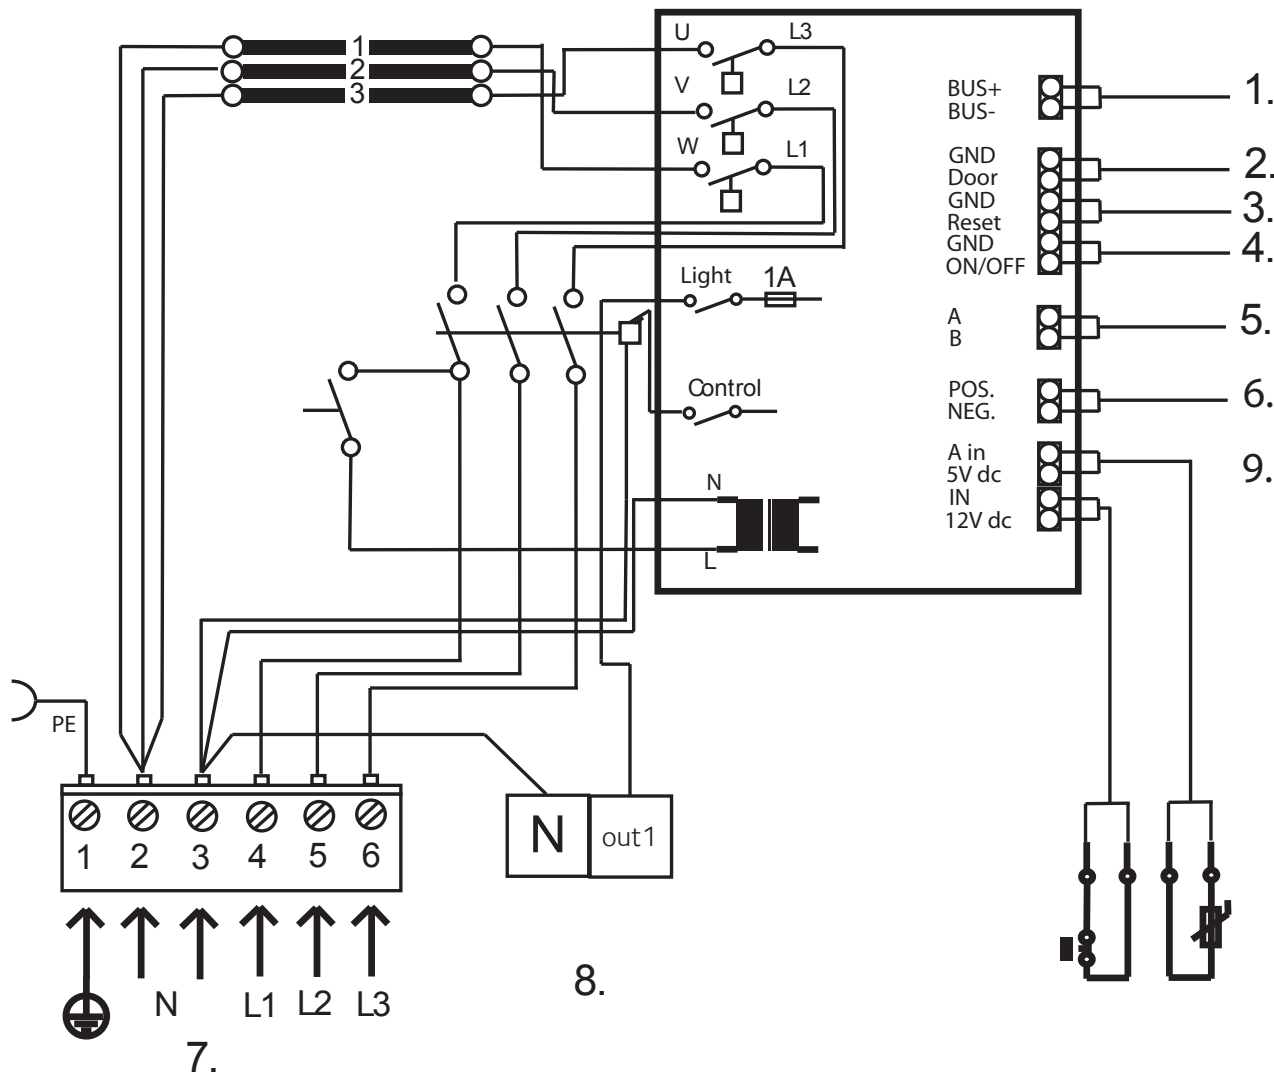 1
2
3
U
L3
V
L2
W
L1
Light
1A
Control
N
L
BUS+
BUS-
1.
GND
Door
2.
GND
Reset
3.
GND
ON/OFF
4.
A
B
5.
POS.
NEG.
6.
A in
5V dc
9.
IN
12V dc
PE
1 2 3 4 5 6
N out1
N L1 L2 L3
7.
8.